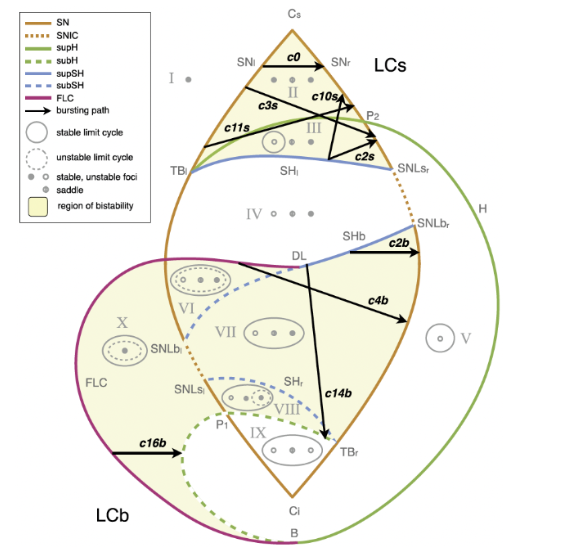 SN
SNIC
supH
subH
supSH
subSH
FLC
bursting path
stable limit cycle
unstable limit cycle
stable, unstable foci
saddle
region of bistability
Cs
SNl
c0
SNr
LCs
I
II
c3s
c10s
P2
c11s
III
c2s
TBl
SHl
SNLsr
IV
H
SNLbr
SHb
c2b
DL
VI
c4b
X
VII
V
SNLbl
FLC
SNLsl
SHr
VIII
c14b
P1
IX
TBr
c16b
Ci
LCb
B